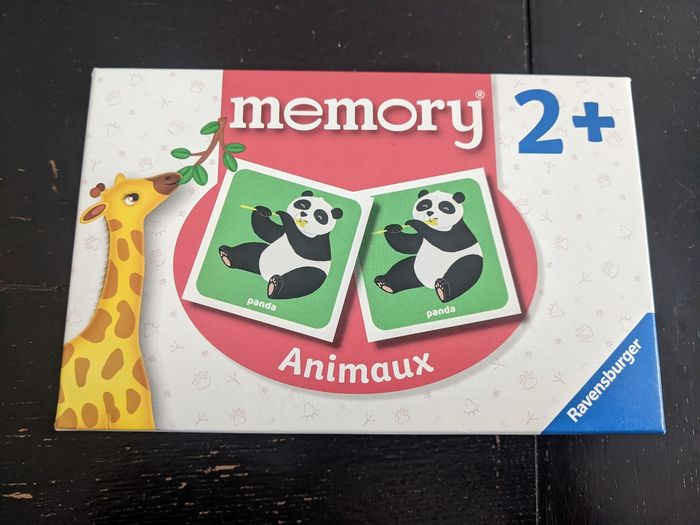 memory®
2+
panda
panda
Animaux
Ravensburger